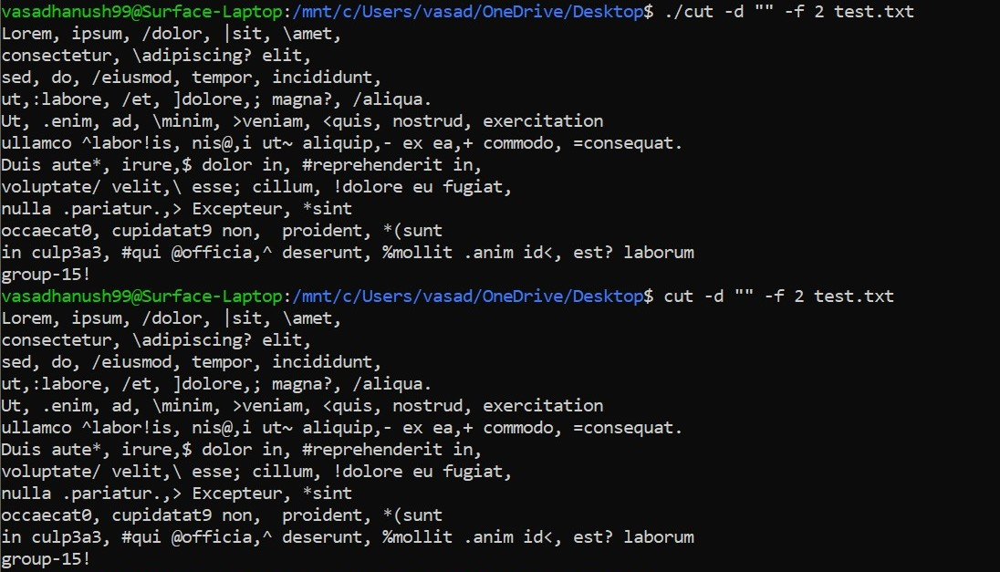 vasadhanush99@Surface-Laptop:/mnt/c/Users/vasad/OneDrive/Desktop$ ./cut -d "" -f 2 test.txt
Lorem, ipsum, /dolor, |sit, \amet,
consectetur, \adipiscing? elit,
sed, do, /eiusmod, tempor, incididunt,
ut,:labore, /et, ]dolore,; magna?, /aliqua.
Ut, .enim, ad, \minim, >veniam, <quis, nostrud, exercitation
ullamco ^labor!is, nis@,i ut~ aliquip,- ex ea,+ commodo, =consequat.
Duis aute*, irure,$ dolor in, #reprehenderit in,
voluptate/ velit,\ esse; cillum, !dolore eu fugiat,
nulla .pariatur.,> Excepteur, *sint
occaecat0, cupidatat9 non,  proident, *(sunt
in culp3a3, #qui @officia,^ deserunt, %mollit .anim id<, est? laborum
group-15!
vasadhanush99@Surface-Laptop:/mnt/c/Users/vasad/OneDrive/Desktop$ cut -d "" -f 2 test.txt
Lorem, ipsum, /dolor, |sit, \amet,
consectetur, \adipiscing? elit,
sed, do, /eiusmod, tempor, incididunt,
ut,:labore, /et, ]dolore,; magna?, /aliqua.
Ut, .enim, ad, \minim, >veniam, <quis, nostrud, exercitation
ullamco ^labor!is, nis@,i ut~ aliquip,- ex ea,+ commodo, =consequat.
Duis aute*, irure,$ dolor in, #reprehenderit in,
voluptate/ velit,\ esse; cillum, !dolore eu fugiat,
nulla .pariatur.,> Excepteur, *sint
occaecat0, cupidatat9 non,  proident, *(sunt
in culp3a3, #qui @officia,^ deserunt, %mollit .anim id<, est? laborum
group-15!